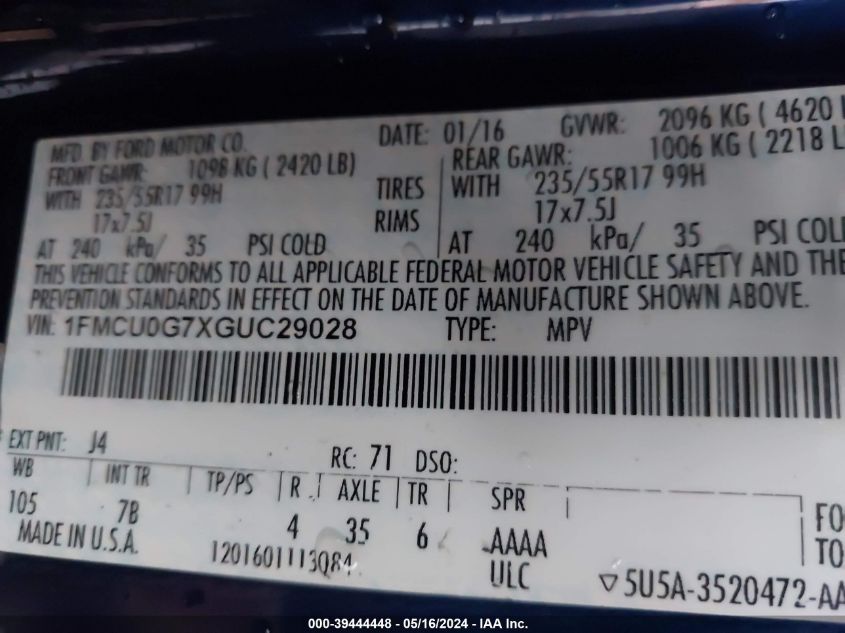 MFD. BY FORD MOTOR CO. DATE: 01/16 GVWR: 2096 KG ( 4620
FRONT GAWR: 1098 KG ( 2420 LB) REAR GAWR: 1006 KG ( 2218 L
WITH 235/55R17 99H TIRES WITH 235/55R17 99H
17x7.5J RIMS 17x7.5J
AT 240 kPa/ 35 PSI COLD AT 240 kPa/ 35 PSI COL
THIS VEHICLE CONFORMS TO ALL APPLICABLE FEDERAL MOTOR VEHICLE SAFETY AND THE
PREVENTION STANDARDS IN EFFECT ON THE DATE OF MANUFACTURE SHOWN ABOVE.
VIN: 1FMCU0G7XGUC29028 TYPE: MPV
EXT PNT: J4 RC: 71 DSO:
WB INT TR TP/PS R AXLE TR SPR
105 7B 4 35 6 AAAA FO
MADE IN U.S.A. 1201601113Q84 ULC TO
▽5U5A-3520472-AA
000-39444448 - 05/16/2024 - IAA Inc.